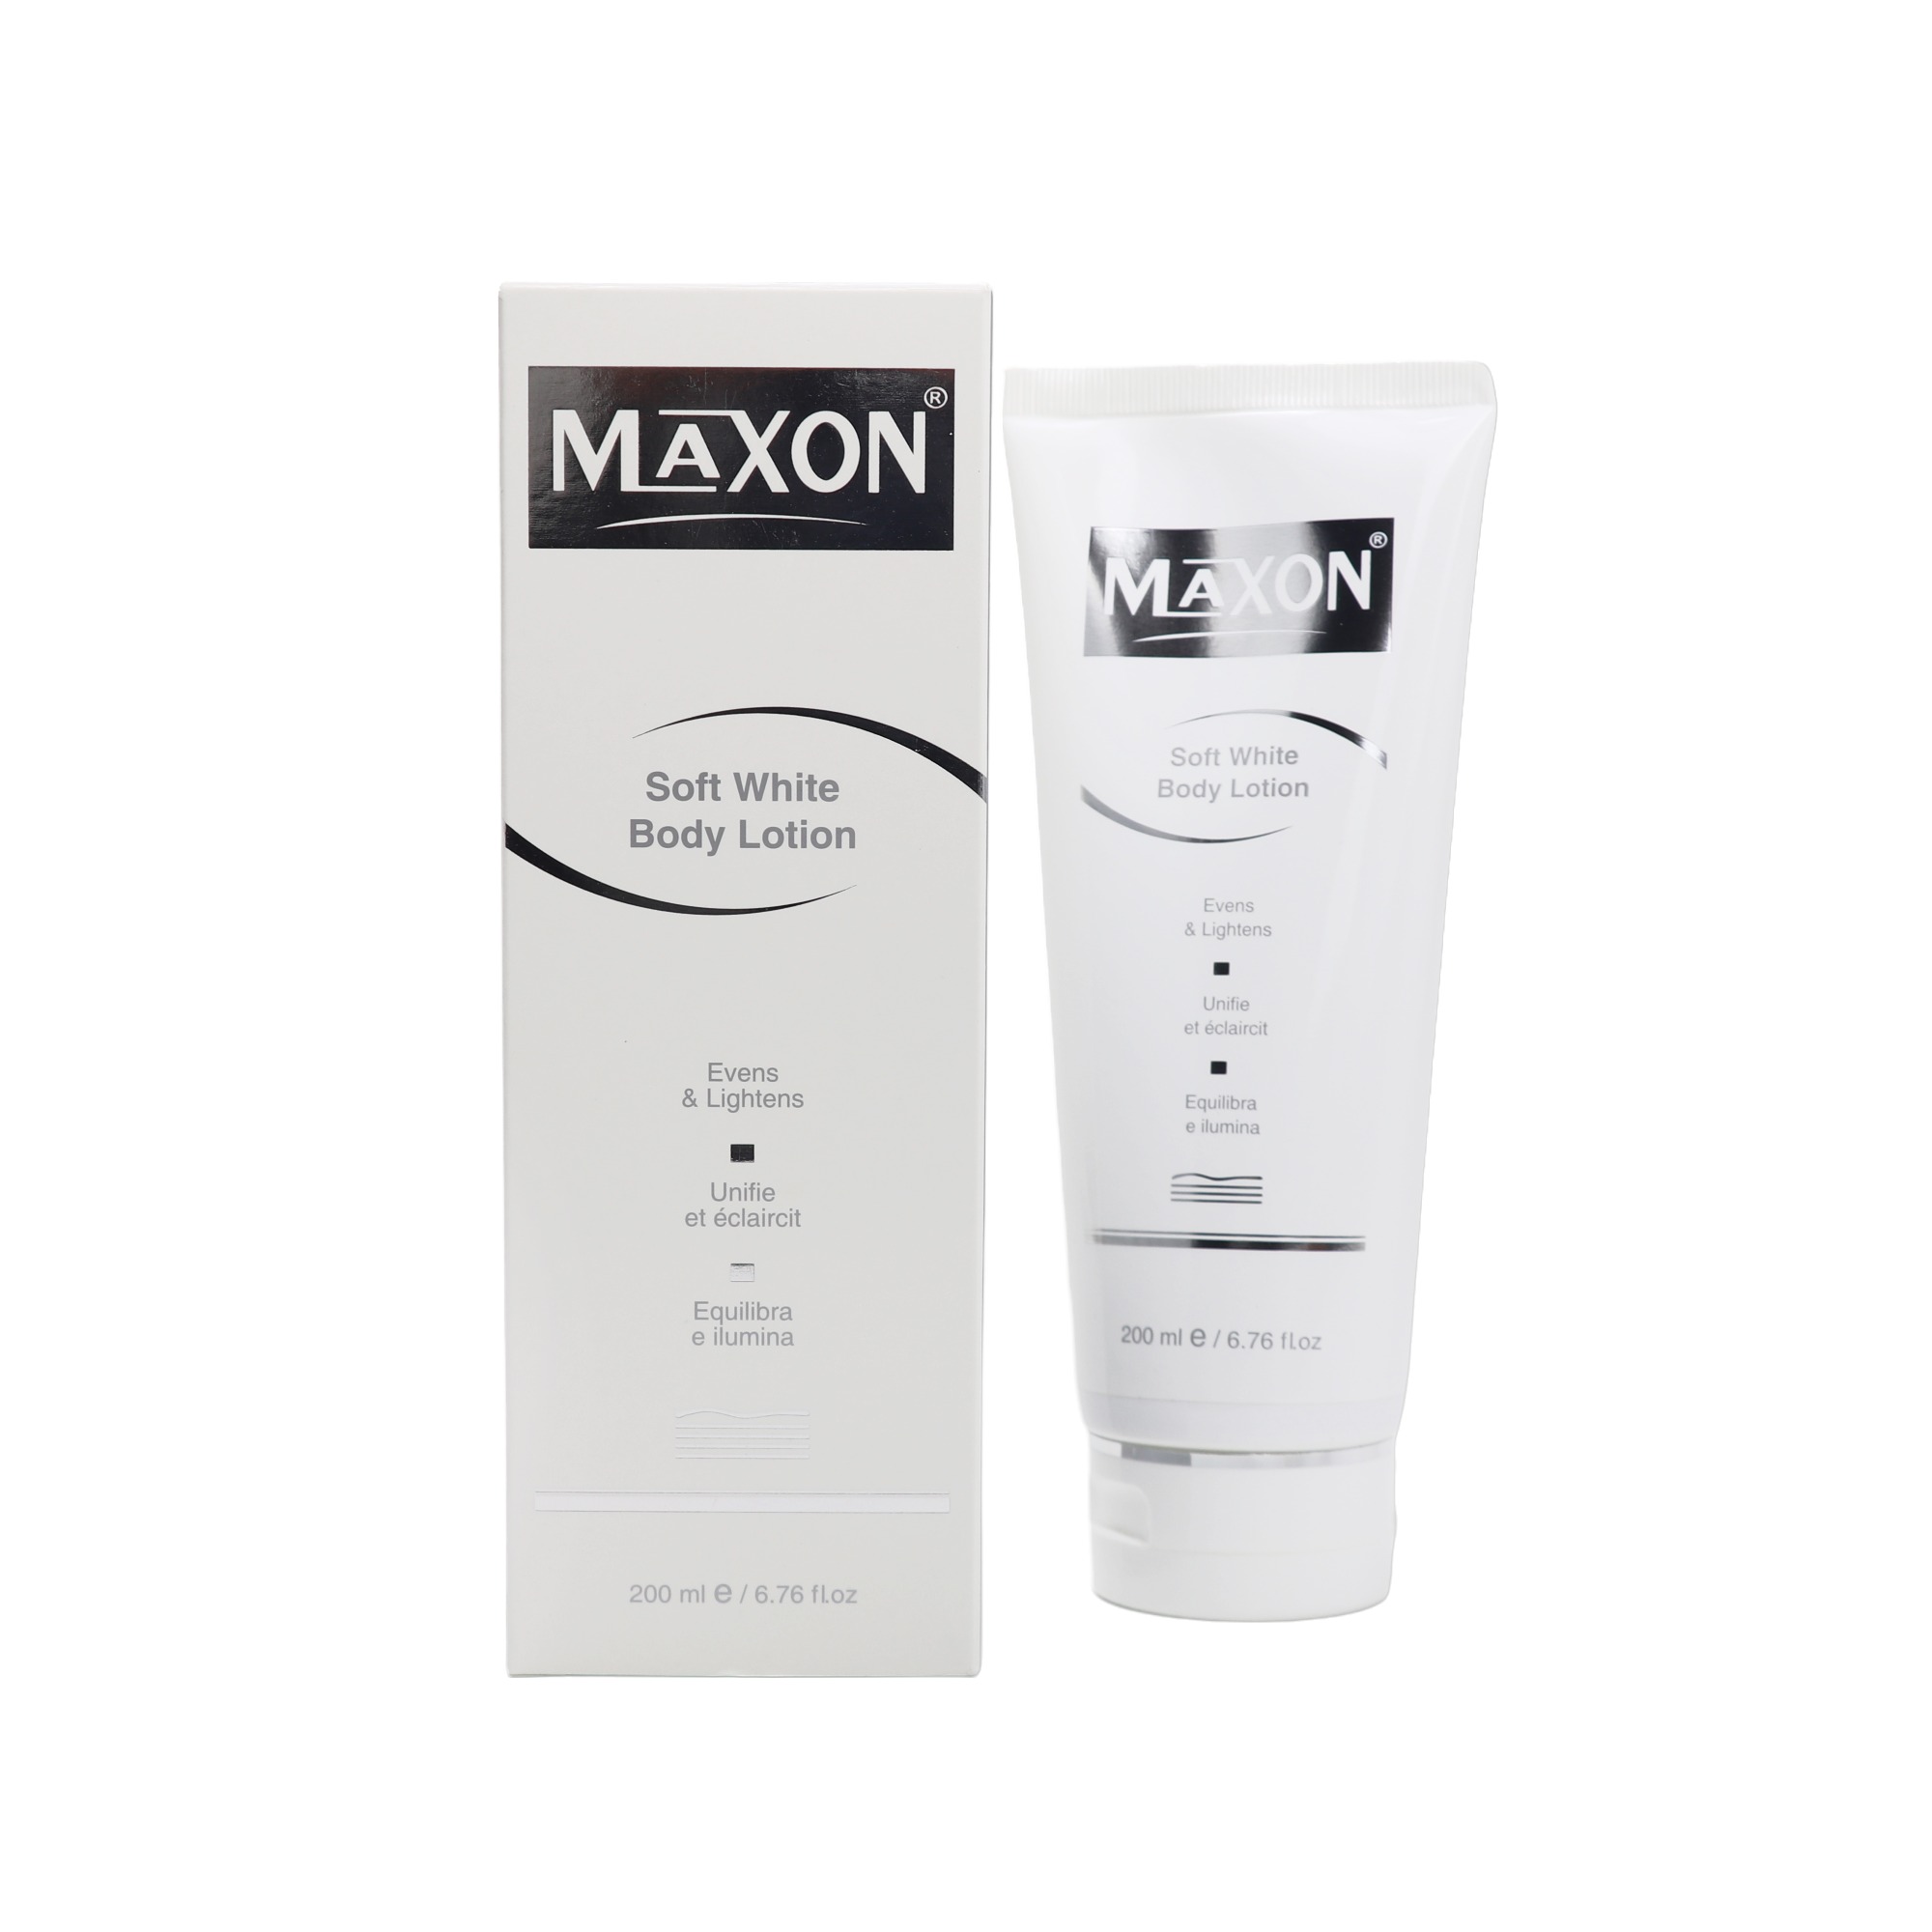 MAXON®
Soft White
Body Lotion
Evens
& Lightens
Unifie
et éclaircit
Equilibra
e ilumina
200 ml e / 6.76 fl.oz
MAXON®
Soft White
Body Lotion
Evens
& Lightens
Unifie
et éclaircit
Equilibra
e ilumina
200 ml e / 6.76 fl.oz